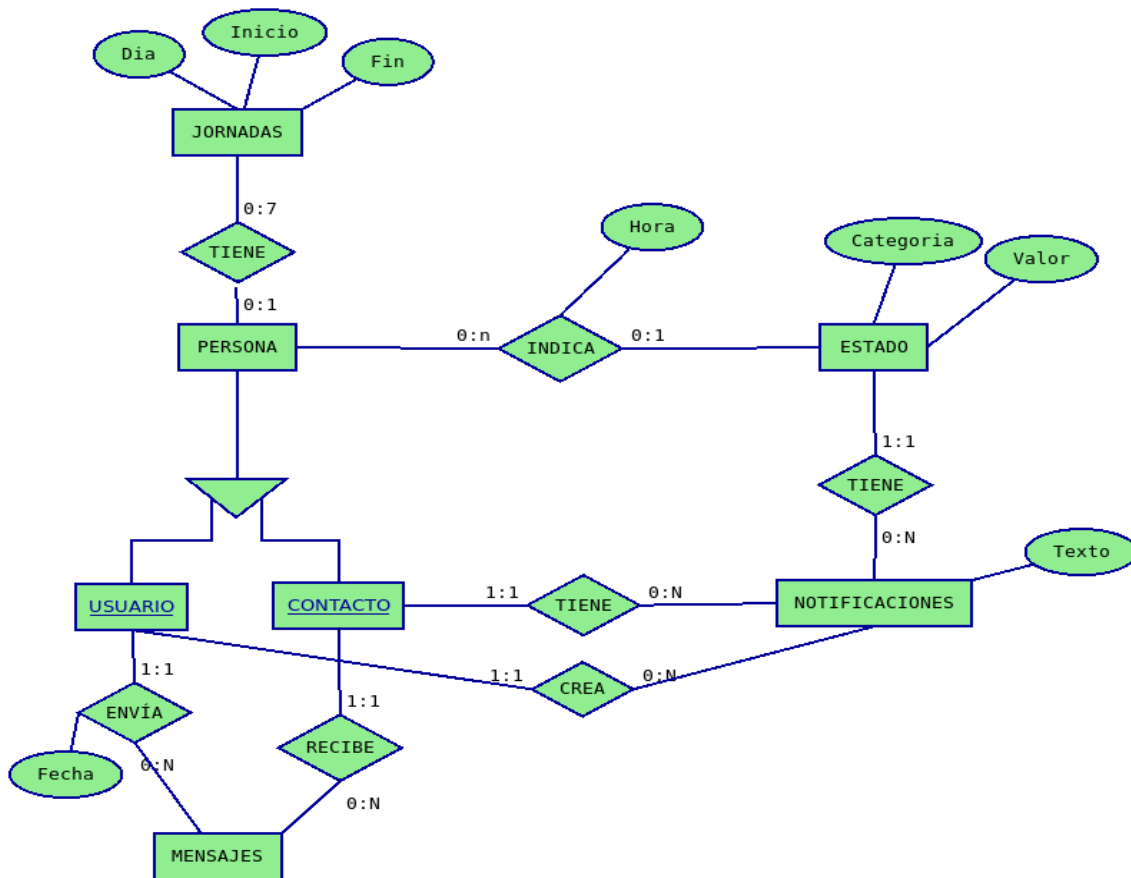 Inicio
Dia
Fin
JORNADAS
0:7
TIENE
0:1
Hora
Categoria
Valor
PERSONA
0:n
INDICA
0:1
ESTADO
1:1
TIENE
0:N
Texto
USUARIO
CONTACTO
1:1
TIENE
0:N
NOTIFICACIONES
1:1
1:1
CREA
0:N
ENVÍA
1:1
RECIBE
Fecha
0:N
0:N
MENSAJES